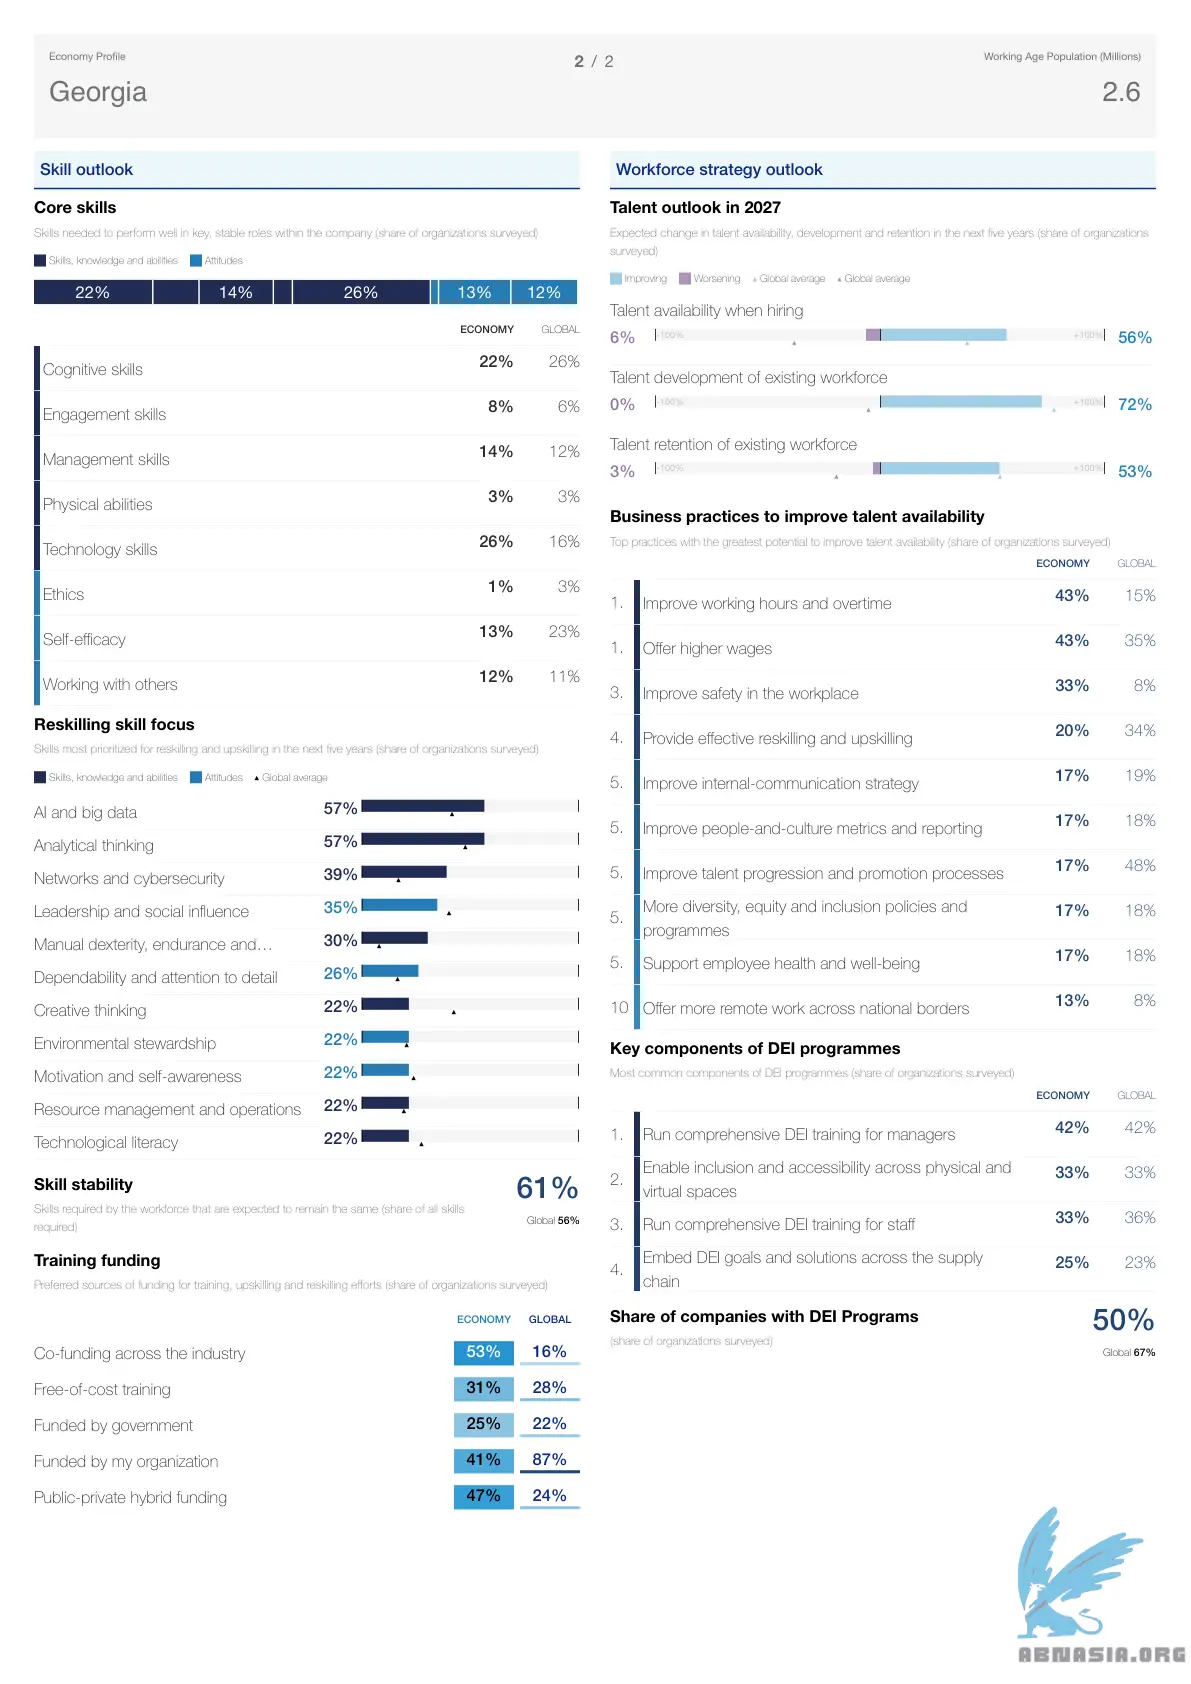 Economy Profile
2 / 2
Working Age Population (Millions)
Georgia
2.6
Skill outlook
Core skills
Skills needed to perform well in key, stable roles within the company (share of organizations surveyed)
Skills, knowledge and abilities Attitudes
22% 14% 26% 13% 12%
ECONOMY GLOBAL
Cognitive skills 22% 26%
Engagement skills 8% 6%
Management skills 14% 12%
Physical abilities 3% 3%
Technology skills 26% 16%
Ethics 1% 3%
Self-efficacy 13% 23%
Working with others 12% 11%
Reskilling skill focus
Skills most prioritized for reskilling and upskilling in the next five years (share of organizations surveyed)
Skills, knowledge and abilities Attitudes Global average
AI and big data 57%
Analytical thinking 57%
Networks and cybersecurity 39%
Leadership and social influence 35%
Manual dexterity, endurance and… 30%
Dependability and attention to detail 26%
Creative thinking 22%
Environmental stewardship 22%
Motivation and self-awareness 22%
Resource management and operations 22%
Technological literacy 22%
Skill stability 61%
Skills required by the workforce that are expected to remain the same (share of all skills
required)
Global 56%
Training funding
Preferred sources of funding for training, upskilling and reskilling efforts (share of organizations surveyed)
ECONOMY GLOBAL
Co-funding across the industry 53% 16%
Free-of-cost training 31% 28%
Funded by government 25% 22%
Funded by my organization 41% 87%
Public-private hybrid funding 47% 24%
Workforce strategy outlook
Talent outlook in 2027
Expected change in talent availability, development and retention in the next five years (share of organizations
surveyed)
Improving Worsening Global average Global average
Talent availability when hiring
6% -100% +100% 56%
Talent development of existing workforce
0% -100% +100% 72%
Talent retention of existing workforce
3% -100% +100% 53%
Business practices to improve talent availability
Top practices with the greatest potential to improve talent availability (share of organizations surveyed)
ECONOMY GLOBAL
1. Improve working hours and overtime 43% 15%
1. Offer higher wages 43% 35%
3. Improve safety in the workplace 33% 8%
4. Provide effective reskilling and upskilling 20% 34%
5. Improve internal-communication strategy 17% 19%
5. Improve people-and-culture metrics and reporting 17% 18%
5. Improve talent progression and promotion processes 17% 48%
5. More diversity, equity and inclusion policies and
programmes 17% 18%
5. Support employee health and well-being 17% 18%
10 Offer more remote work across national borders 13% 8%
Key components of DEI programmes
Most common components of DEI programmes (share of organizations surveyed)
ECONOMY GLOBAL
1. Run comprehensive DEI training for managers 42% 42%
2. Enable inclusion and accessibility across physical and
virtual spaces 33% 33%
3. Run comprehensive DEI training for staff 33% 36%
4. Embed DEI goals and solutions across the supply
chain 25% 23%
Share of companies with DEI Programs 50%
(share of organizations surveyed)
Global 67%
ABNASIA.ORG